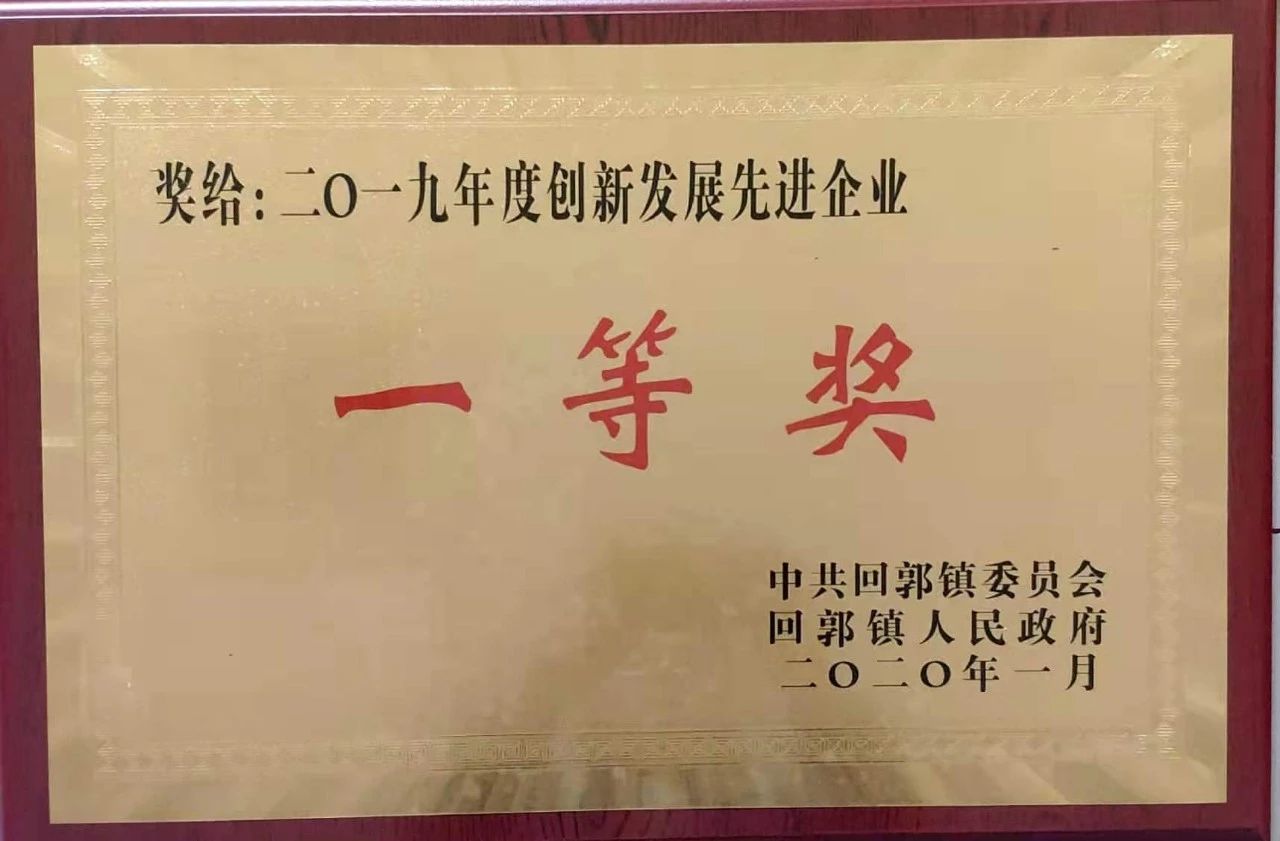 奖给:二〇一九年度创新发展先进企业
一等奖
中共回郭镇委员会
回郭镇人民政府
二〇二〇年一月